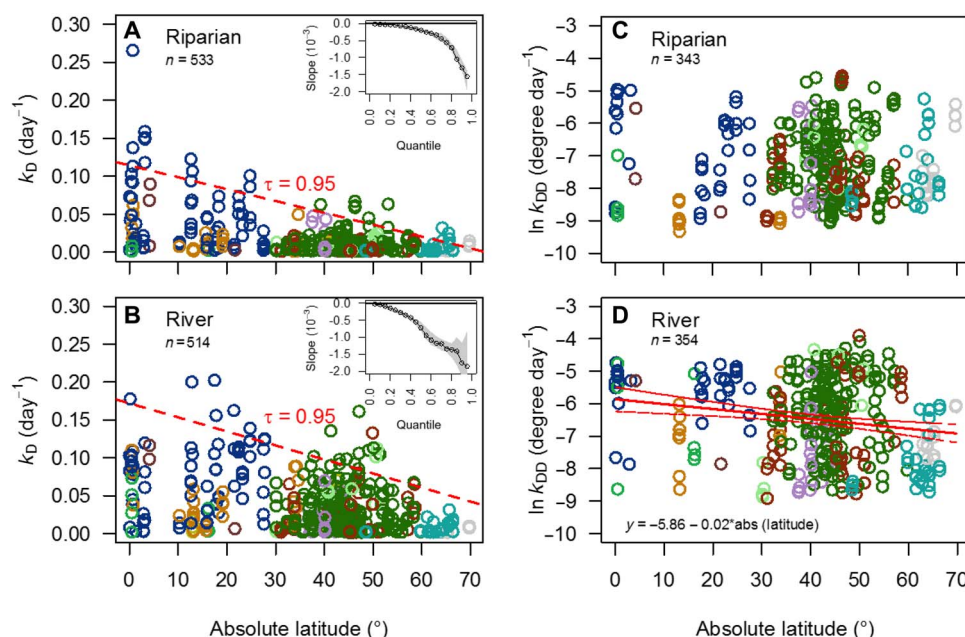 A
Riparian
n = 533
kD (day−1)
0.30
0.25
0.20
0.15
0.10
0.05
0.00
τ = 0.95
Slope (10−3)
0.0
−0.5
−1.0
−1.5
−2.0
0.0 0.2 0.4 0.6 0.8 1.0
Quantile
C
Riparian
n = 343
ln kDD (degree day−1)
−3
−4
−5
−6
−7
−8
−9
−10
B
River
n = 514
kD (day−1)
0.30
0.25
0.20
0.15
0.10
0.05
0.00
τ = 0.95
Slope (10−3)
0.0
−0.5
−1.0
−1.5
−2.0
0.0 0.2 0.4 0.6 0.8 1.0
Quantile
0 10 20 30 40 50 60 70
Absolute latitude (°)
D
River
n = 354
ln kDD (degree day−1)
−3
−4
−5
−6
−7
−8
−9
−10
y = −5.86 − 0.02*abs (latitude)
0 10 20 30 40 50 60 70
Absolute latitude (°)